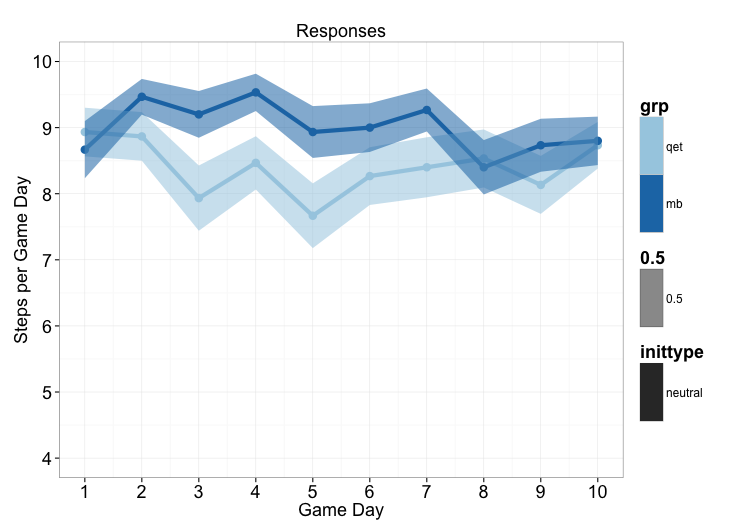 Responses
Steps per Game Day
10
9
8
7
6
5
4
1 2 3 4 5 6 7 8 9 10
Game Day
grp
qet
mb
0.5
0.5
inittype
neutral